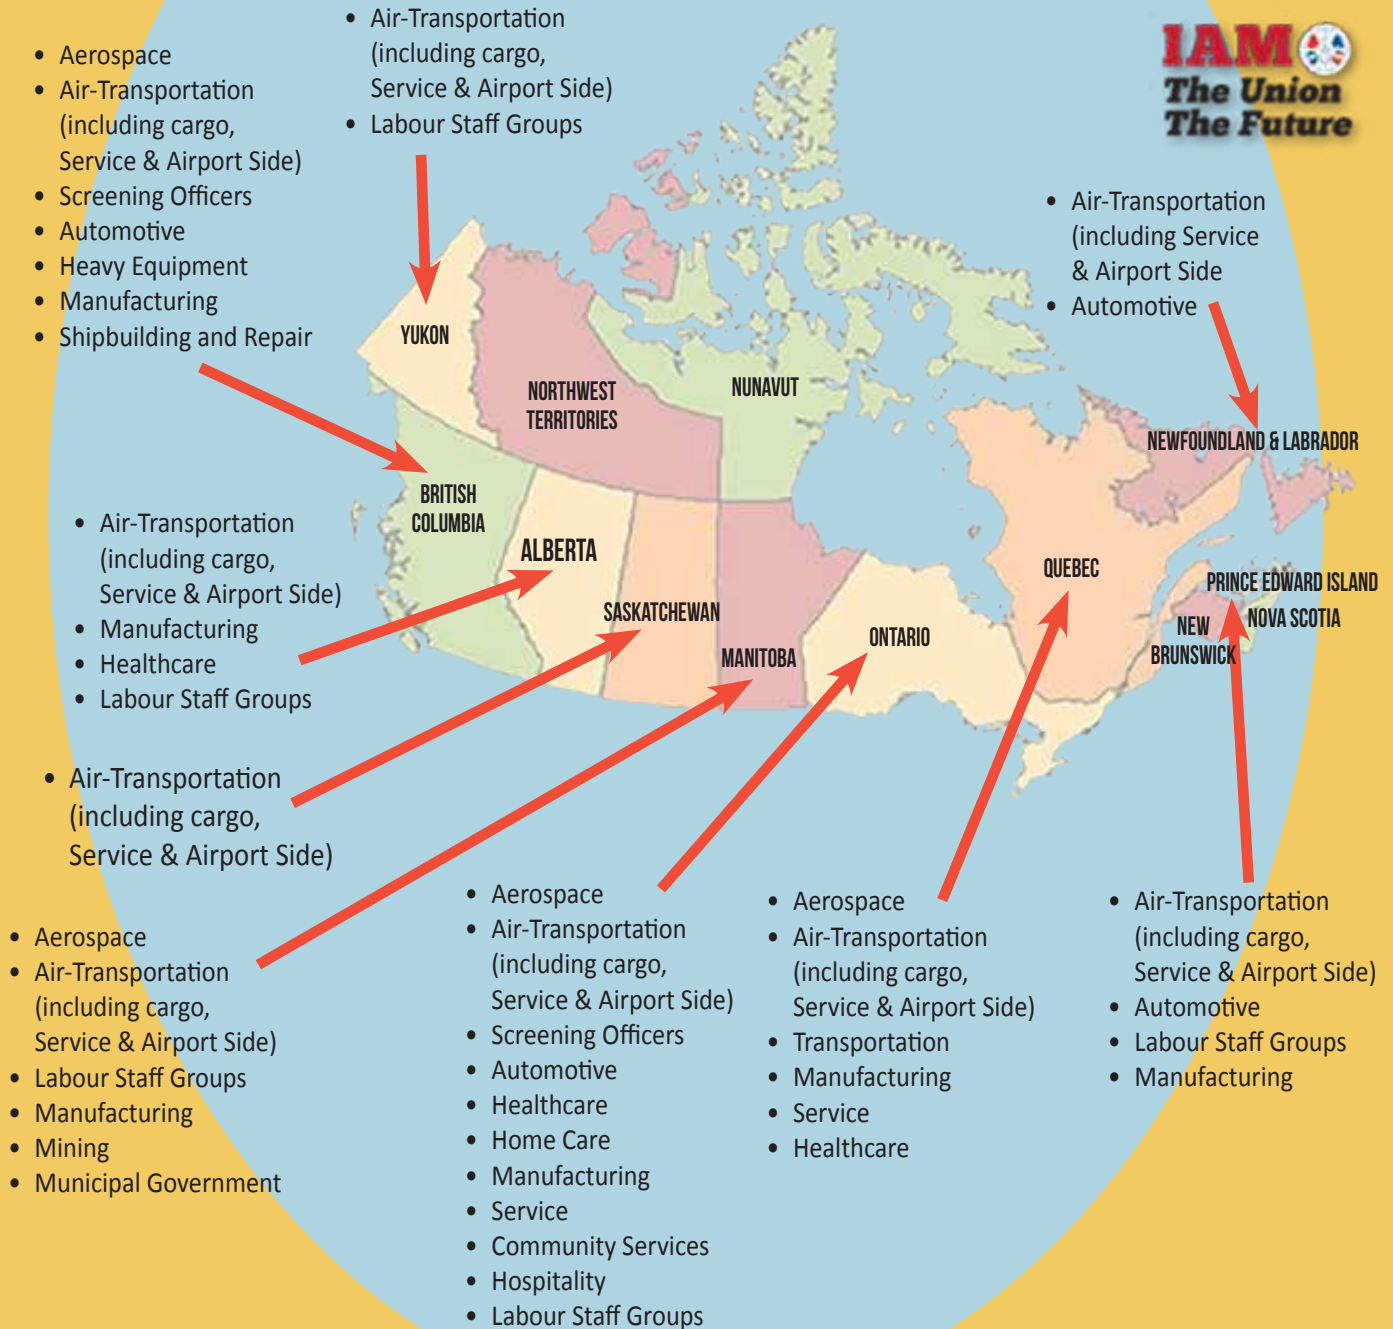 • Air-Transportation
(including cargo,
Service & Airport Side)
• Labour Staff Groups
• Aerospace
• Air-Transportation
(including cargo,
Service & Airport Side)
• Screening Officers
• Automotive
• Heavy Equipment
• Manufacturing
• Shipbuilding and Repair
IAM
The Union
The Future
• Air-Transportation
(including Service
& Airport Side
• Automotive
YUKON
NORTHWEST
TERRITORIES
NUNAVUT
NEWFOUNDLAND & LABRADOR
BRITISH
COLUMBIA
ALBERTA
SASKATCHEWAN
MANITOBA
ONTARIO
QUEBEC
PRINCE EDWARD ISLAND
NOVA SCOTIA
NEW
BRUNSWICK
• Air-Transportation
(including cargo,
Service & Airport Side)
• Manufacturing
• Healthcare
• Labour Staff Groups
• Air-Transportation
(including cargo,
Service & Airport Side)
• Aerospace
• Air-Transportation
(including cargo,
Service & Airport Side)
• Labour Staff Groups
• Manufacturing
• Mining
• Municipal Government
• Aerospace
• Air-Transportation
(including cargo,
Service & Airport Side)
• Screening Officers
• Automotive
• Healthcare
• Home Care
• Manufacturing
• Service
• Community Services
• Hospitality
• Labour Staff Groups
• Aerospace
• Air-Transportation
(including cargo,
Service & Airport Side)
• Transportation
• Manufacturing
• Service
• Healthcare
• Air-Transportation
(including cargo,
Service & Airport Side)
• Automotive
• Labour Staff Groups
• Manufacturing